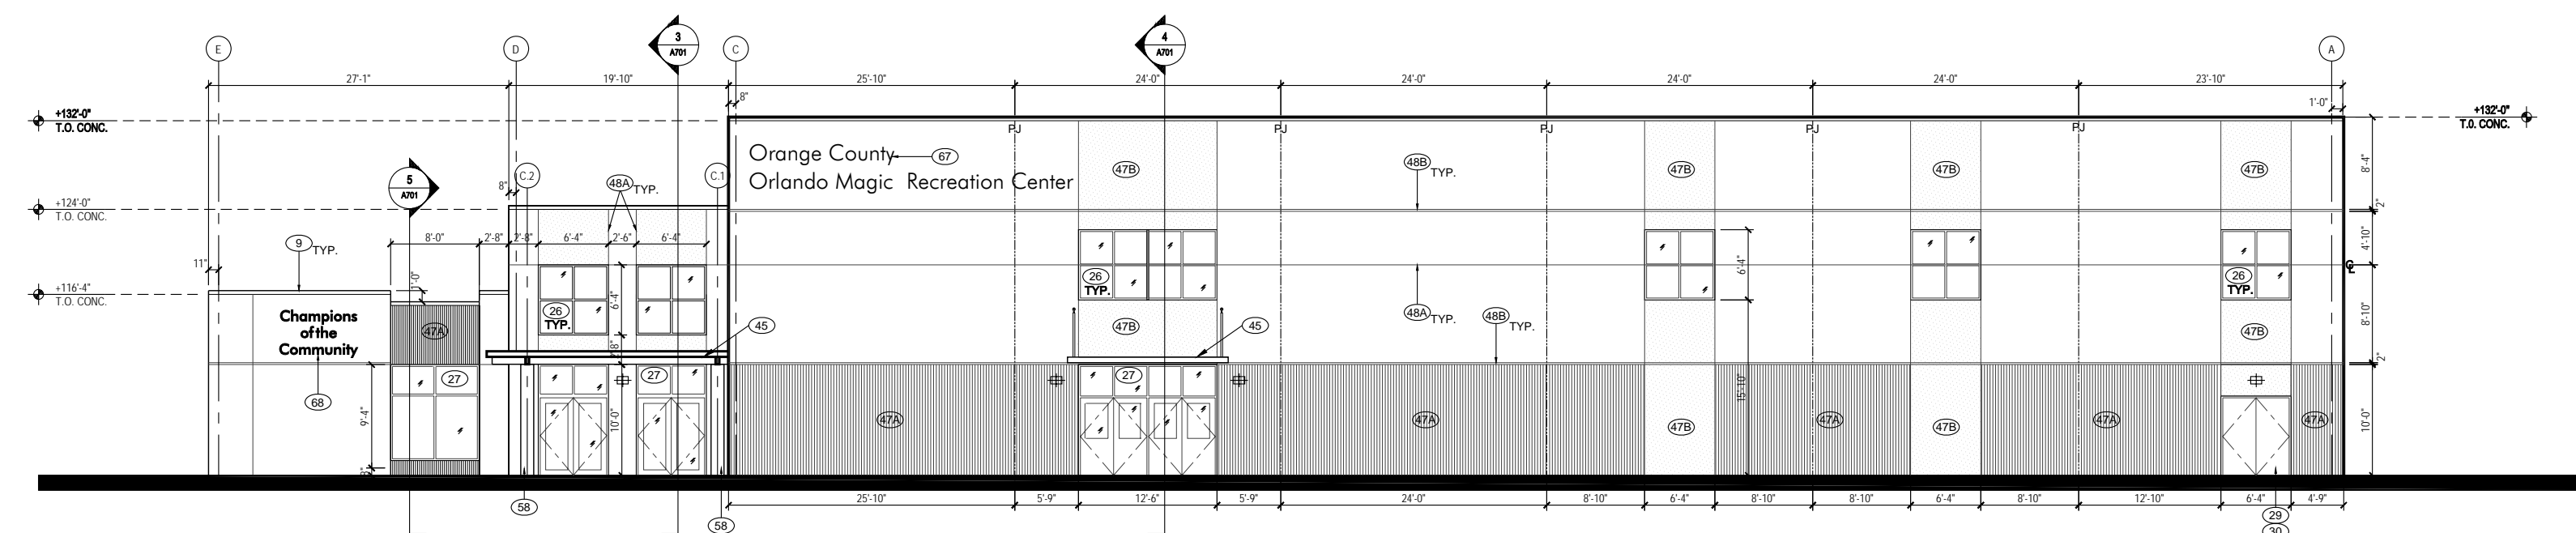 3
A701
4
A701
E
D
C
A
27'-1"
19'-10"
25'-10"
24'-0"
24'-0"
24'-0"
24'-0"
23'-10"
8"
1'-0"
+132'-0"
T.O. CONC.
+132'-0"
T.O. CONC.
PJ
PJ
PJ
PJ
PJ
Orange County
67
Orlando Magic Recreation Center
5
A701
8"
C.2
48A
TYP.
C.1
47B
48B
TYP.
47B
47B
47B
8'-4"
+124'-0"
T.O. CONC.
2"
9
TYP.
8'-0"
2'-8"
2'-8"
6'-4"
2'-6"
6'-4"
11"
1'-0"
6'-4"
6'-4"
4'-10"
26
TYP.
26
TYP.
26
TYP.
+116'-4"
T.O. CONC.
Champions
of the
Community
47A
45
47B
45
48A
TYP.
48B
TYP.
47B
8'-10"
2"
68
27
27
27
9'-4"
10'-0"
15'-10"
10'-0"
47A
47A
47B
47A
47B
47A
47A
8"
25'-10"
5'-9"
12'-6"
5'-9"
24'-0"
8'-10"
6'-4"
8'-10"
8'-10"
6'-4"
8'-10"
12'-10"
6'-4"
4'-9"
58
58
29
30